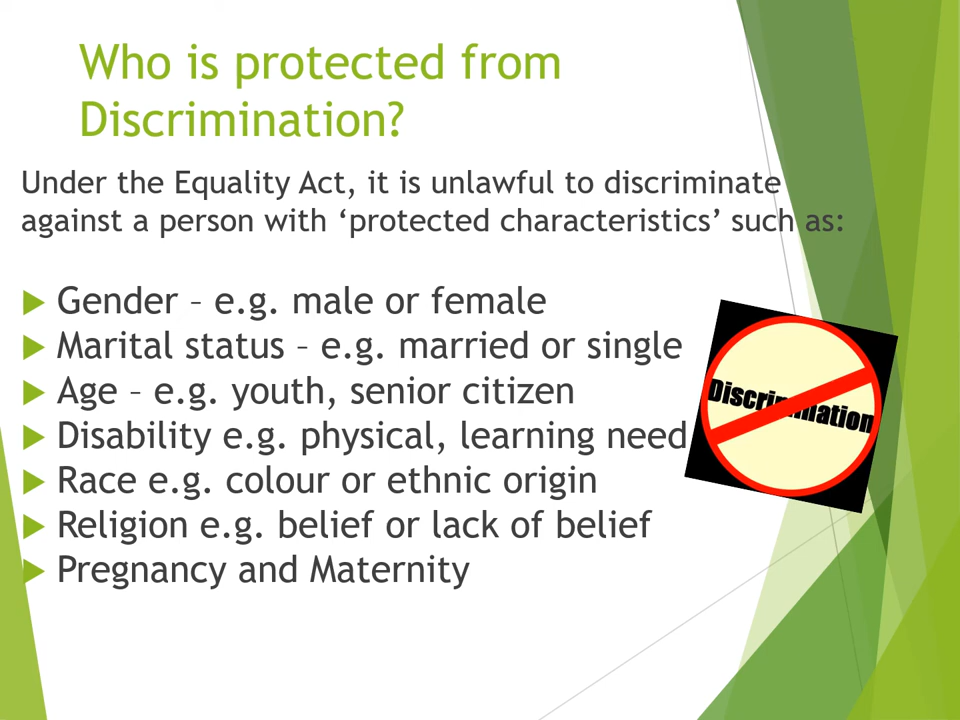 Who is protected from
Discrimination?
Under the Equality Act, it is unlawful to discriminate
against a person with ‘protected characteristics’ such as:
Gender – e.g. male or female
Marital status – e.g. married or single
Age – e.g. youth, senior citizen
Disability e.g. physical, learning need
Race e.g. colour or ethnic origin
Religion e.g. belief or lack of belief
Pregnancy and Maternity
Discrimination